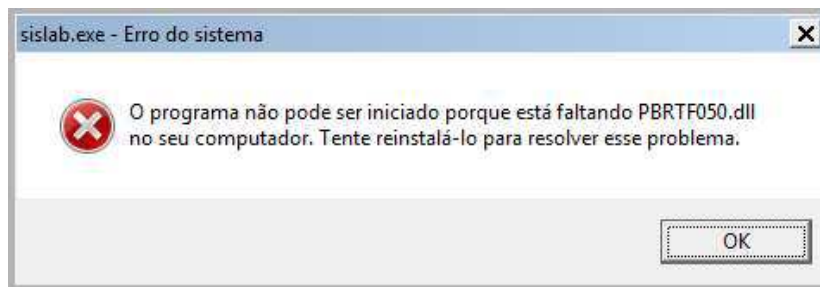 sislab.exe - Erro do sistema
O programa não pode ser iniciado porque está faltando PBRTF050.dll
no seu computador. Tente reinstalá-lo para resolver esse problema.
OK